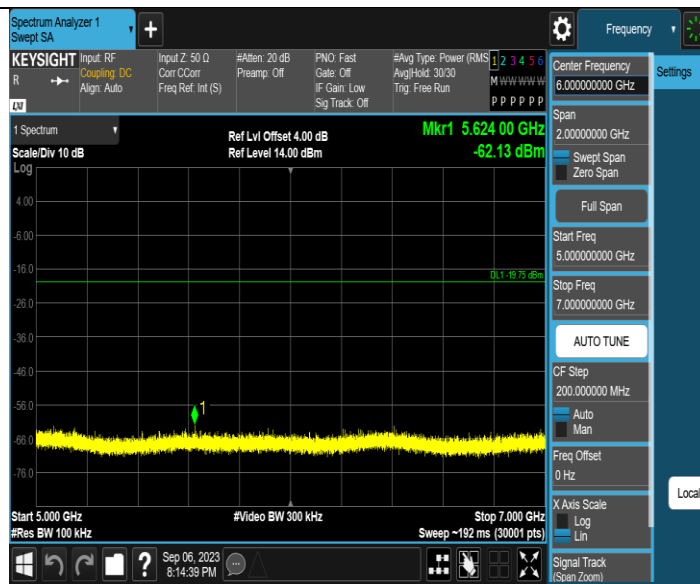 Spectrum Analyzer 1
Swept SA
+
Frequency
KEYSIGHT
R
LXI
Input: RF
Coupling: DC
Align: Auto
Input Z: 50 Ω
Corr CCorr
Freq Ref: Int (S)
#Atten: 20 dB
Preamp: Off
PNO: Fast
Gate: Off
IF Gain: Low
Sig Track: Off
#Avg Type: Power (RMS
Avg|Hold: 30/30
Trig: Free Run
1 2 3 4 5 6
M W W W W W
P P P P P P
1 Spectrum
Scale/Div 10 dB
Log
Ref Lvl Offset 4.00 dB
Ref Level 14.00 dBm
Mkr1 5.624 00 GHz
-62.13 dBm
4.00
-6.00
-16.0
-26.0
-36.0
-46.0
-56.0
-66.0
-76.0
DL1 -19.75 dBm
1
Start 5.000 GHz
#Res BW 100 kHz
#Video BW 300 kHz
Stop 7.000 GHz
Sweep ~192 ms (30001 pts)
Center Frequency
6.000000000 GHz
Settings
Span
2.00000000 GHz
Swept Span
Zero Span
Full Span
Start Freq
5.000000000 GHz
Stop Freq
7.000000000 GHz
AUTO TUNE
CF Step
200.000000 MHz
Auto
Man
Freq Offset
0 Hz
X Axis Scale
Log
Lin
Local
Signal Track
(Span Zoom)
?
Sep 06, 2023
8:14:39 PM